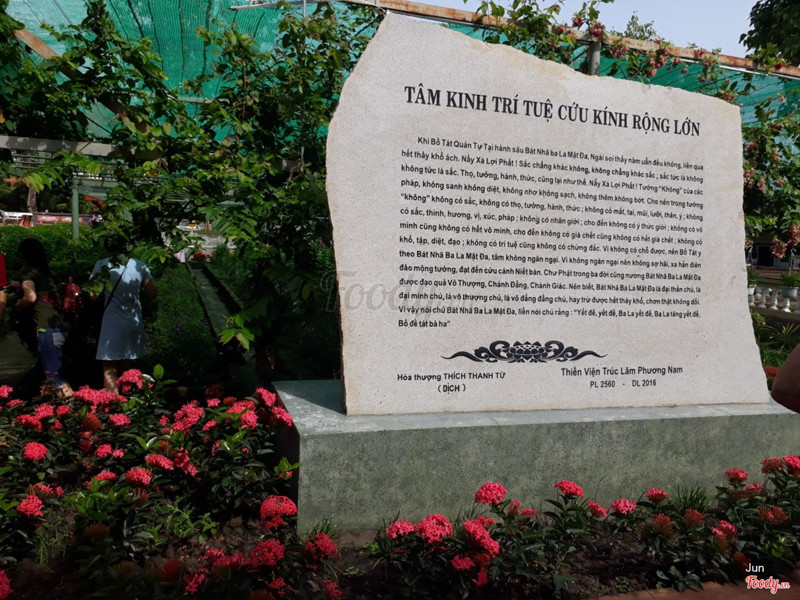 TÂM KINH TRÍ TUỆ CỨU KÍNH RỘNG LỚN
Khi Bồ Tát Quán Tự Tại hành sâu Bát Nhã ba La Mật Đa, Ngài soi thấy năm uẩn đều không, liền qua
hết thảy khổ ách. Nầy Xá Lợi Phất ! Sắc chẳng khác không, không chẳng khác sắc ; sắc tức là không
không tức là sắc. Thọ, tưởng, hành, thức, cũng lại như thế. Nầy Xá Lợi Phất! Tướng “Không” của các
pháp, không sanh không diệt, không nhơ không sạch, không thêm không bớt. Cho nên trong tướng
“không” không có sắc, không có thọ, tưởng, hành, thức ; không có mắt, tai, mũi, lưỡi, thân, ý ; không
có sắc, thinh, hương, vị, xúc, pháp ; không có nhãn giới ; cho đến không có ý thức giới ; không có vô
minh cũng không có hết vô minh, cho đến không có già chết cũng không có hết già chết ; không có
khổ, tập, diệt, đạo ; không có trí tuệ cũng không có chứng đắc. Vì không có chỗ được, nên Bồ Tát y
theo Bát Nhã Ba La Mật Đa, tâm không ngăn ngại. Vì không ngăn ngại nên không sợ hãi, xa hẳn điên
đảo mộng tưởng, đạt đến cứu cánh Niết bàn. Chư Phật trong ba đời cũng nương Bát Nhã Ba La Mật Đa
được đạo quả Vô Thượng, Chánh Đẳng, Chánh Giác. Nên biết, Bát Nhã Ba La Mật Đa là đại thần chú, là
đại minh chú, là vô thượng chú, là vô đẳng đẳng chú, hay trừ được hết thảy khổ, chơn thật không dối.
Vì vậy nói chú Bát Nhã Ba La Mật Đa, liền nói chú rằng : “Yết đế, yết đế, Ba La yết đế, Ba La tăng yết đế,
Bồ đề tát bà ha”
Hòa thượng THÍCH THANH TỪ
(DỊCH)
Thiền Viện Trúc Lâm Phương Nam
PL 2560 - DL 2016
Foody
Jun
Foody.vn